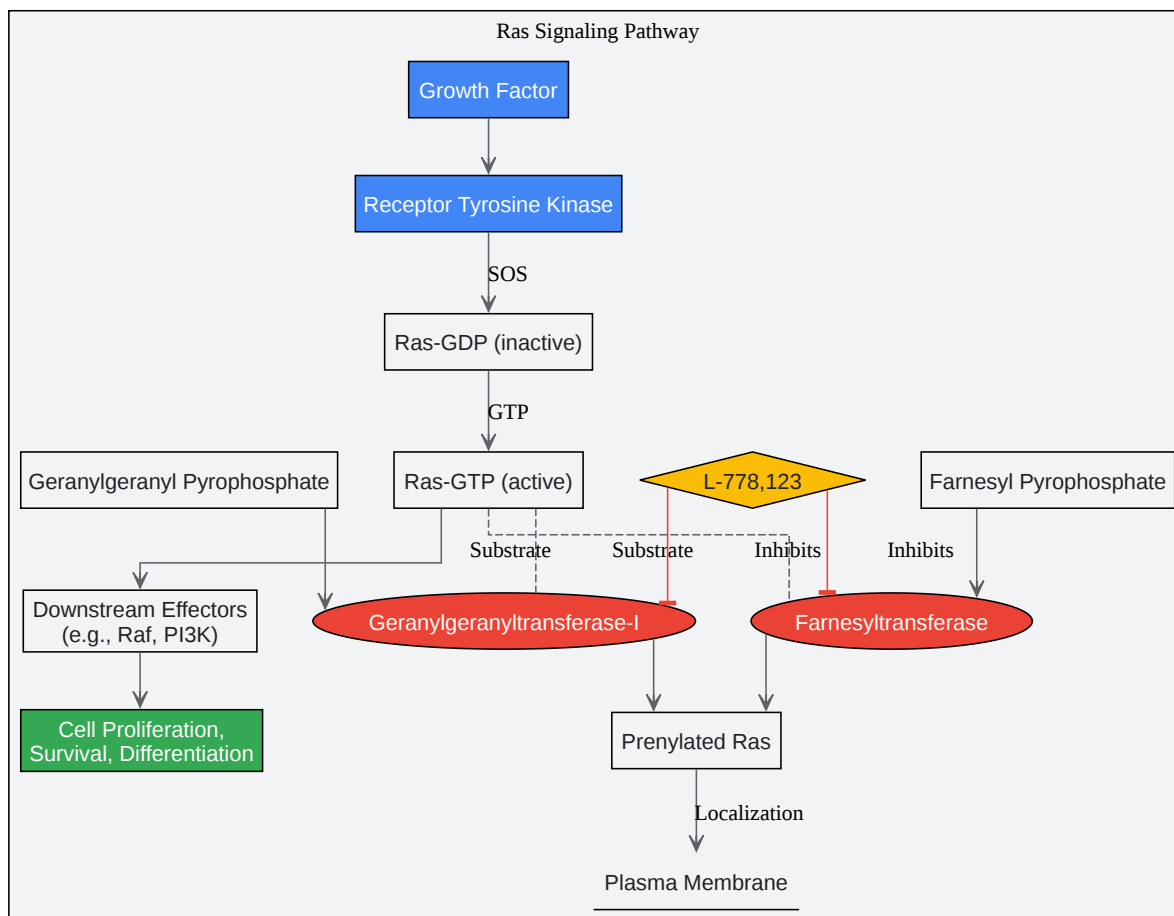 Ras Signaling Pathway
Growth Factor
Receptor Tyrosine Kinase
SOS
Ras-GDP (inactive)
GTP
Geranylgeranyl Pyrophosphate
Ras-GTP (active)
L-778,123
Farnesyl Pyrophosphate
Substrate
Substrate
Inhibits
Inhibits
Downstream Effectors
(e.g., Raf, PI3K)
Geranylgeranyltransferase-I
Farnesyltransferase
Cell Proliferation,
Survival, Differentiation
Prenylated Ras
Localization
Plasma Membrane